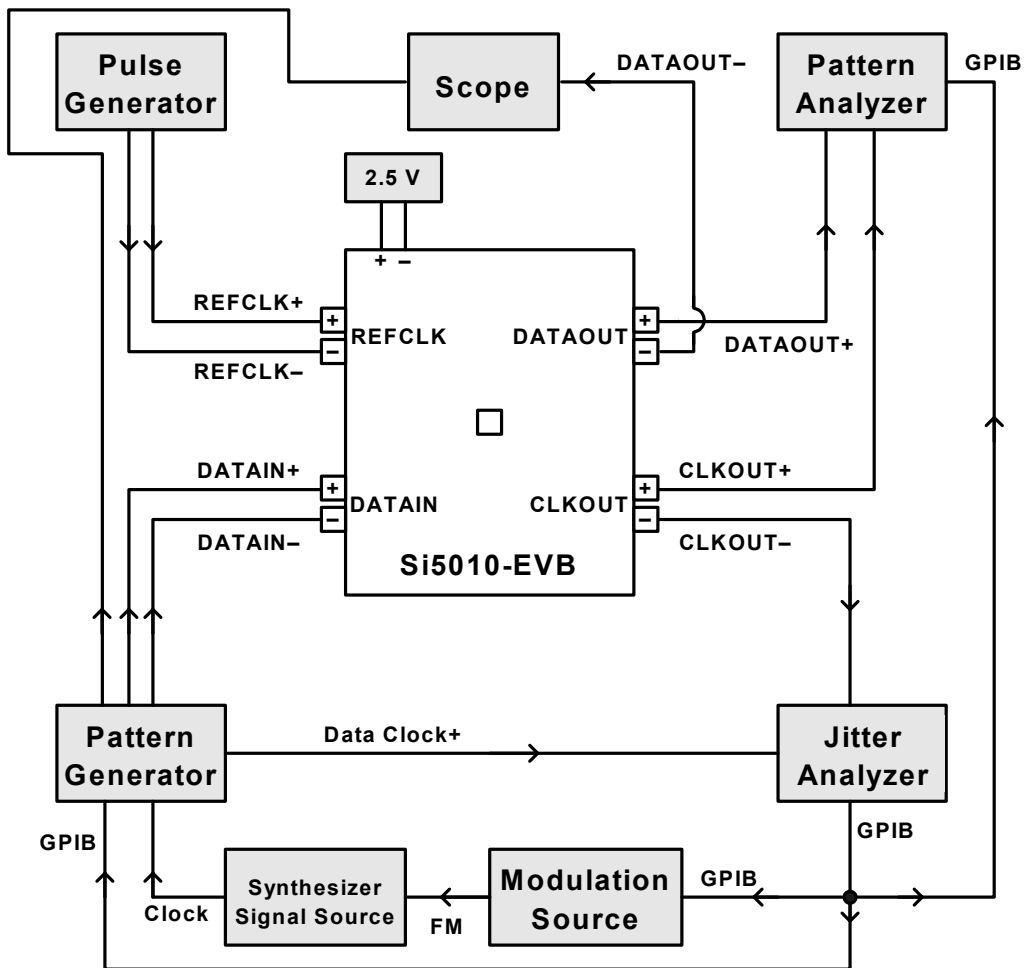 Pulse
Generator
Scope
DATAOUT–
Pattern
Analyzer
GPIB
2.5 V
+ –
REFCLK+
+
REFCLK
–
REFCLK–
DATAOUT
+
–
DATAOUT+
DATAIN+
+
DATAIN
–
DATAIN–
CLKOUT+
+
CLKOUT
–
CLKOUT–
Si5010-EVB
Pattern
Generator
Data Clock+
Jitter
Analyzer
GPIB
GPIB
Clock
Synthesizer
Signal Source
FM
Modulation
Source
GPIB